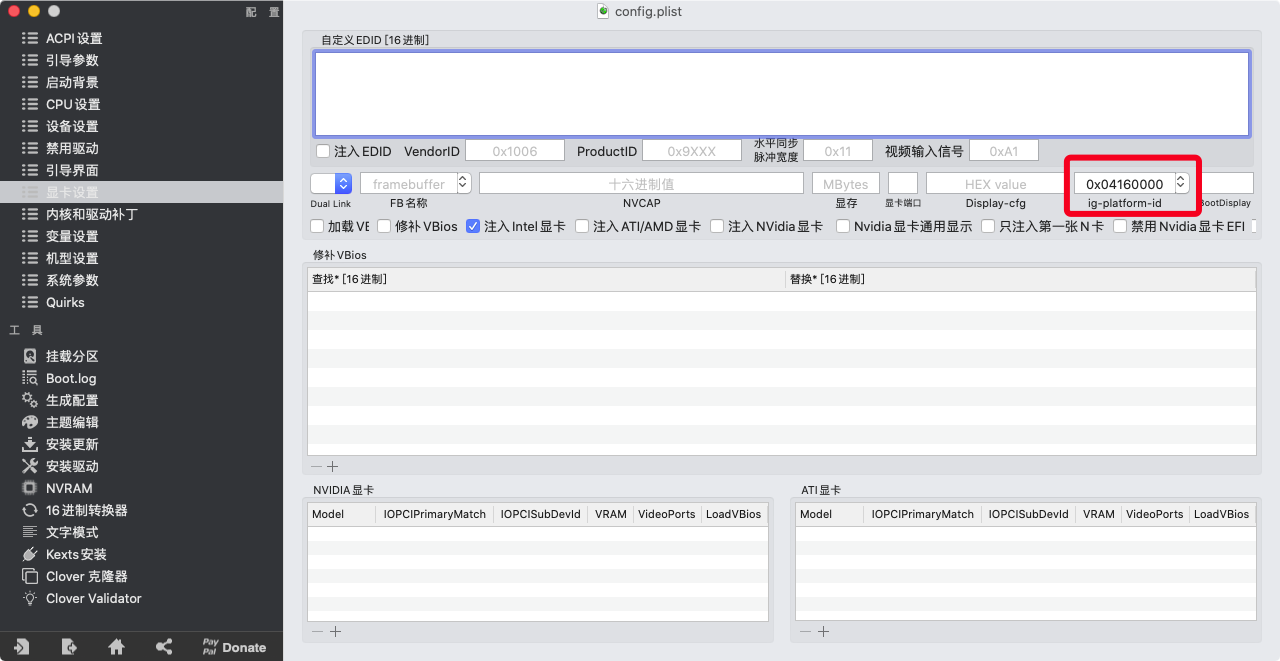 配 置
ACPI 设置
引导参数
启动背景
CPU 设置
设备设置
禁用驱动
引导界面
显卡设置
内核和驱动补丁
变量设置
机型设置
系统参数
Quirks
工 具
挂载分区
Boot.log
生成配置
主题编辑
安装更新
安装驱动
NVRAM
16 进制转换器
文字模式
Kexts 安装
Clover 克隆器
Clover Validator
Pay Pal Donate
config.plist
自定义 EDID [16 进制]
注入 EDID VendorID 0x1006 ProductID 0x9XXX 水平同步脉冲宽度 0x11 视频输入信号 0xA1
framebuffer 十六进制值 MBytes HEX value 0x04160000
Dual Link FB 名称 NVCAP 显存 显卡端口 Display-cfg ig-platform-id BootDisplay
加载 修补 VBios 注入 Intel 显卡 注入 ATI/AMD 显卡 注入 NVidia 显卡 Nvidia 显卡通用显示 只注入第一张 N 卡 禁用 Nvidia 显卡 EFI
修补 VBios
查找* [16 进制] 替换* [16 进制]
NVIDIA 显卡
Model IOPCIPrimaryMatch IOPCISubDevId VRAM VideoPorts LoadVBios
ATI 显卡
Model IOPCIPrimaryMatch IOPCISubDevId VRAM VideoPorts LoadVBios